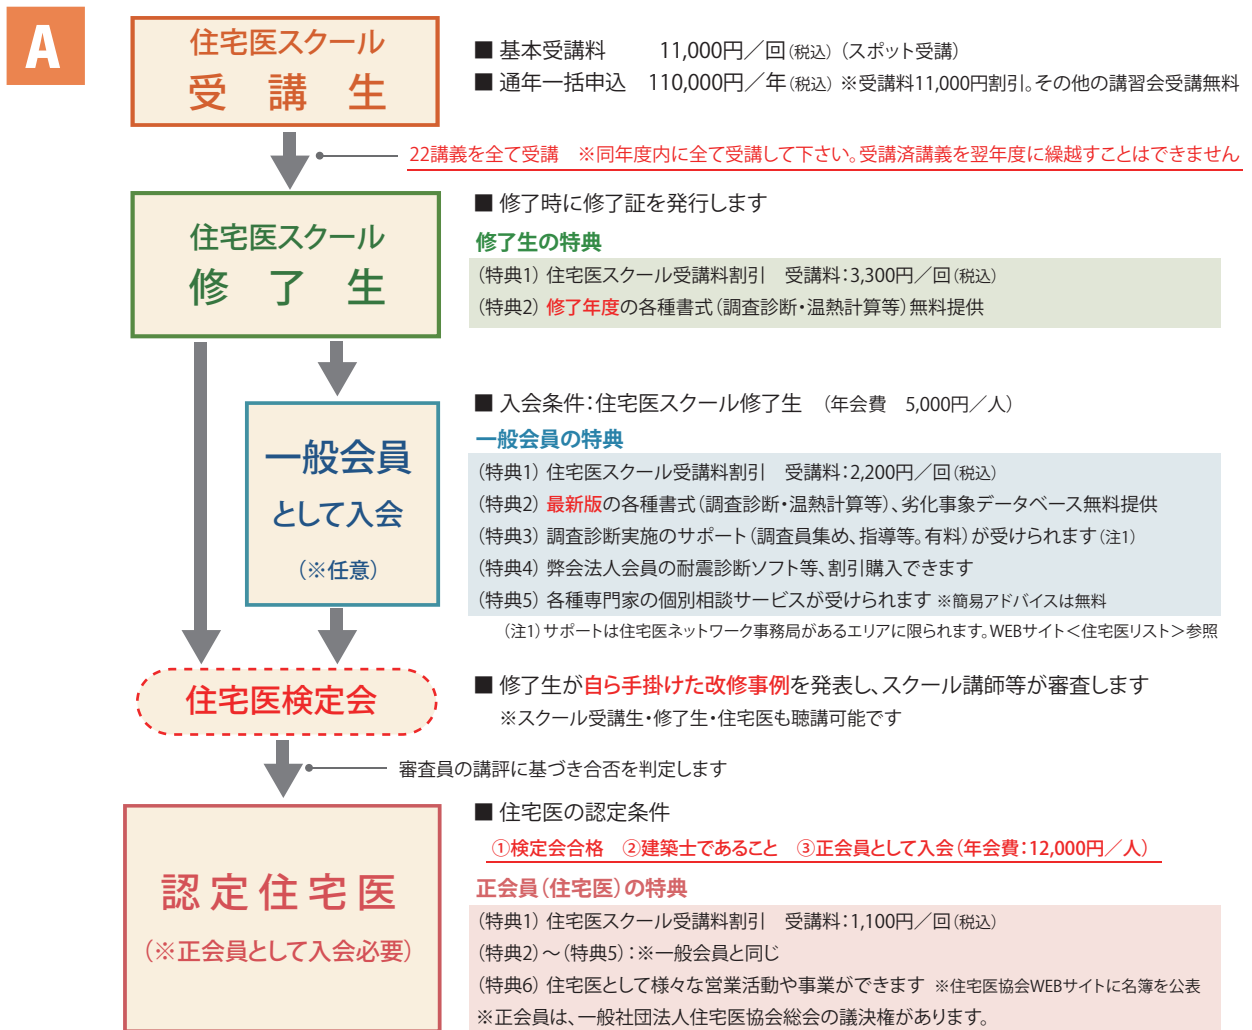 A
住宅医スクール
受講生
■ 基本受講料 11,000円／回(税込) (スポット受講)
■ 通年一括申込 110,000円／年(税込) ※受講料11,000円割引。その他の講習会受講無料
22講義を全て受講 ※同年度内に全て受講して下さい。受講済講義を翌年度に繰越すことはできません
住宅医スクール
修了生
■ 修了時に修了証を発行します
修了生の特典
(特典1) 住宅医スクール受講料割引 受講料：3,300円／回(税込)
(特典2) 修了年度の各種書式(調査診断・温熱計算等)無料提供
一般会員
として入会
(※任意)
■ 入会条件：住宅医スクール修了生 (年会費 5,000円／人)
一般会員の特典
(特典1) 住宅医スクール受講料割引 受講料：2,200円／回(税込)
(特典2) 最新版の各種書式(調査診断・温熱計算等)、劣化事象データベース無料提供
(特典3) 調査診断実施のサポート(調査員集め、指導等。有料)が受けられます(注1)
(特典4) 弊会法人会員の耐震診断ソフト等、割引購入できます
(特典5) 各種専門家の個別相談サービスが受けられます ※簡易アドバイスは無料
(注1)サポートは住宅医ネットワーク事務局があるエリアに限られます。WEBサイト＜住宅医リスト＞参照
住宅医検定会
■ 修了生が自ら手掛けた改修事例を発表し、スクール講師等が審査します
※スクール受講生・修了生・住宅医も聴講可能です
審査員の講評に基づき合否を判定します
認定住宅医
(※正会員として入会必要)
■ 住宅医の認定条件
①検定会合格 ②建築士であること ③正会員として入会(年会費：12,000円／人)
正会員(住宅医)の特典
(特典1) 住宅医スクール受講料割引 受講料：1,100円／回(税込)
(特典2)～(特典5)：※一般会員と同じ
(特典6) 住宅医として様々な営業活動や事業ができます ※住宅医協会WEBサイトに名簿を公表
※正会員は、一般社団法人住宅医協会総会の議決権があります。